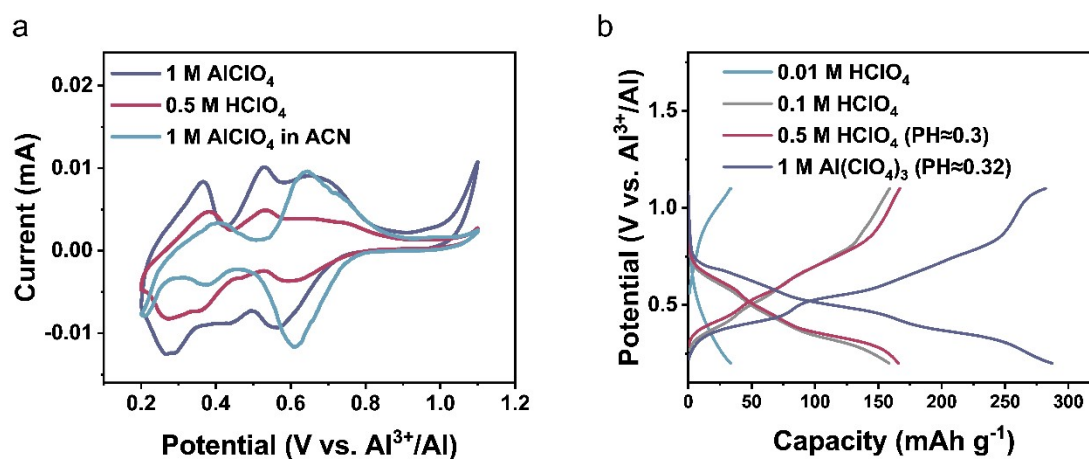 a
0.02
0.01
0.00
-0.01
Current (mA)
1 M AlClO₄
0.5 M HClO₄
1 M AlClO₄ in ACN
0.2 0.4 0.6 0.8 1.0 1.2
Potential (V vs. Al³⁺/Al)
b
1.5
1.0
0.5
Potential (V vs. Al³⁺/Al)
0.01 M HClO₄
0.1 M HClO₄
0.5 M HClO₄ (PH≈0.3)
1 M Al(ClO₄)₃ (PH≈0.32)
0 50 100 150 200 250 300
Capacity (mAh g⁻¹)